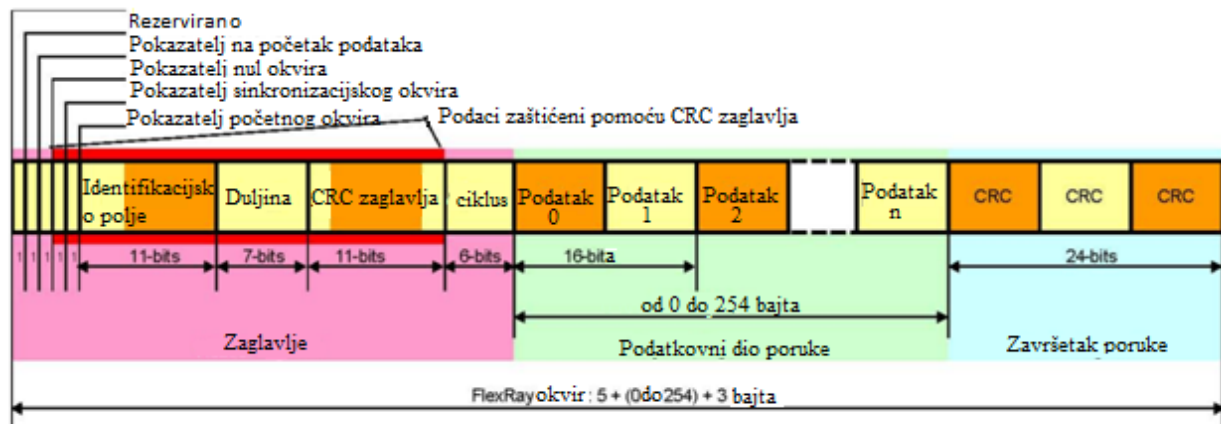 Rezervirano
Pokazatelj na početak podataka
Pokazatelj nul okvira
Pokazatelj sinkronizacijskog okvira
Pokazatelj početnog okvira
Podaci zaštićeni pomoću CRC zaglavlja
Identifikacijsk
o polje
Duljina
CRC zaglavlja
ciklus
Podatak
0
Podatak
1
Podatak
2
Podatak
n
CRC
CRC
CRC
1 1 1 1 1
11-bits
7-bits
11-bits
6-bits
16-bita
24-bits
od 0 do 254 bajta
Zaglavlje
Podatkovni dio poruke
Završetak poruke
FlexRay okvir: 5 + (0do254) + 3 bajta